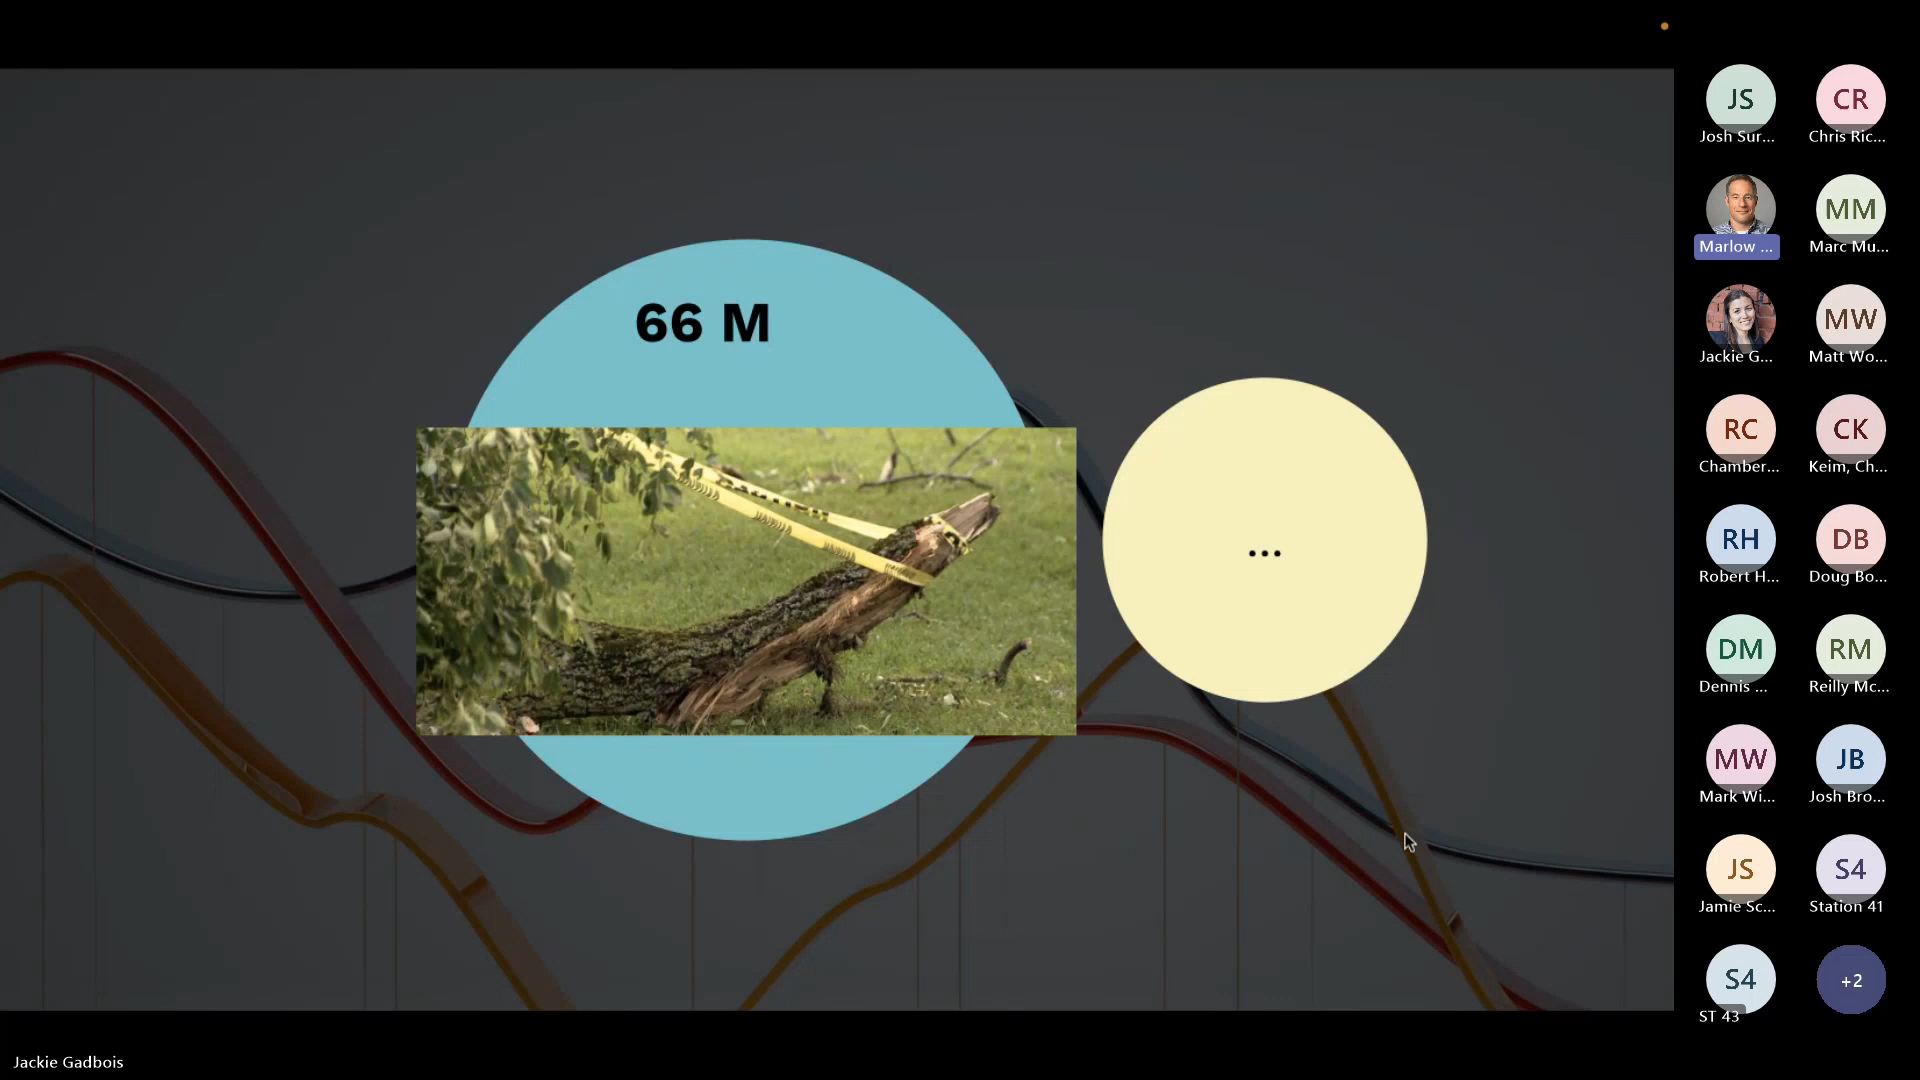 66 M
...
JS
CR
Josh Sur...
Chris Ric...
MM
Marlow ...
Marc Mu...
MW
Jackie G...
Matt Wo...
RC
CK
Chamber...
Keim, Ch...
RH
DB
Robert H...
Doug Bo...
DM
RM
Dennis ...
Reilly Mc...
MW
JB
Mark Wi...
Josh Bro...
JS
S4
Jamie Sc...
Station 41
S4
+2
ST 43
Jackie Gadbois